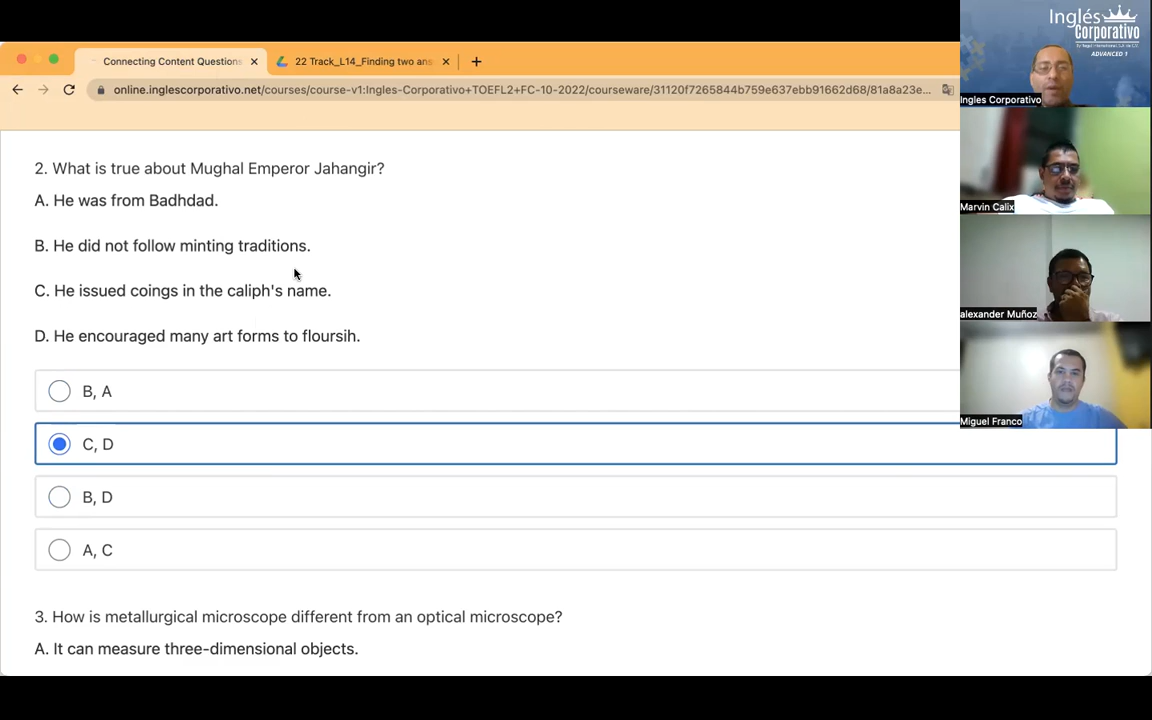 Connecting Content Questions
22 Track_L14_Finding two ans
online.inglescorporativo.net/courses/course-v1:Ingles-Corporativo+TOEFL2+FC-10-2022/courseware/31120f7265844b759e637ebb91662d68/81a8a23e...
2. What is true about Mughal Emperor Jahangir?
A. He was from Badhdad.
B. He did not follow minting traditions.
C. He issued coings in the caliph's name.
D. He encouraged many art forms to floursih.
B, A
C, D
B, D
A, C
3. How is metallurgical microscope different from an optical microscope?
A. It can measure three-dimensional objects.
Inglés
Corporativo
ADVANCED 1
Ingles Corporativo
Marvin Calix
alexander Muñoz
Miguel Franco